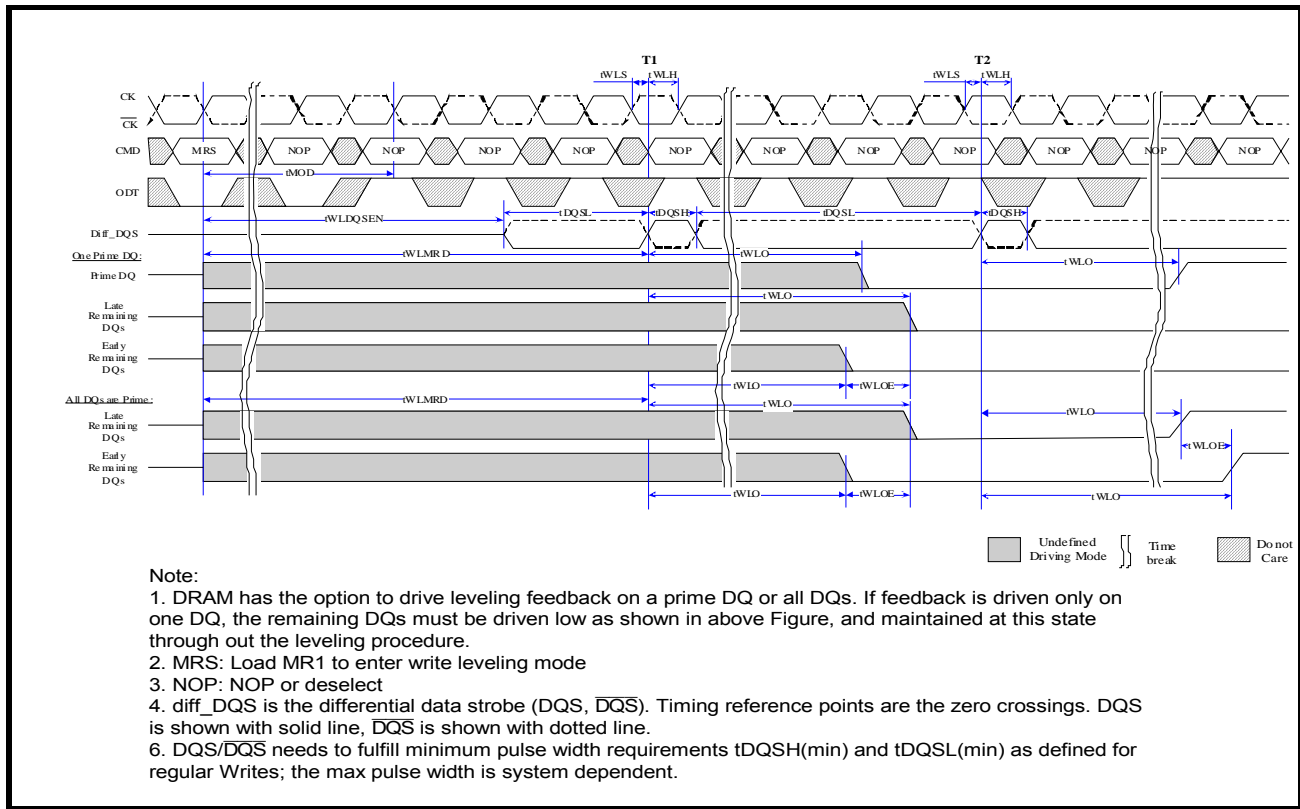 T1 T2
tWLS tWLH tWLS tWLH
CK
CK
CMD MRS NOP NOP NOP NOP NOP NOP NOP NOP NOP NOP
tMOD
ODT
tWLDQSEN tDQSL tDQSH tDQSL tDQSH
Diff_DQS
One Prime DQ: tWLMRD tWLO tWLO
Prime DQ
tWLO
Late
Remaining
DQs
Early
Remaining
DQs
tWLO tWLOE
All DQs are Prime: tWLMRD tWLO tWLO
Late
Remaining
DQs
tWLOE
Early
Remaining
DQs
tWLO tWLOE tWLO
Undefined
Driving Mode
Time
break
Do not
Care
Note:
1. DRAM has the option to drive leveling feedback on a prime DQ or all DQs. If feedback is driven only on
one DQ, the remaining DQs must be driven low as shown in above Figure, and maintained at this state
through out the leveling procedure.
2. MRS: Load MR1 to enter write leveling mode
3. NOP: NOP or deselect
4. diff_DQS is the differential data strobe (DQS, DQS). Timing reference points are the zero crossings. DQS
is shown with solid line, DQS is shown with dotted line.
6. DQS/DQS needs to fulfill minimum pulse width requirements tDQSH(min) and tDQSL(min) as defined for
regular Writes; the max pulse width is system dependent.